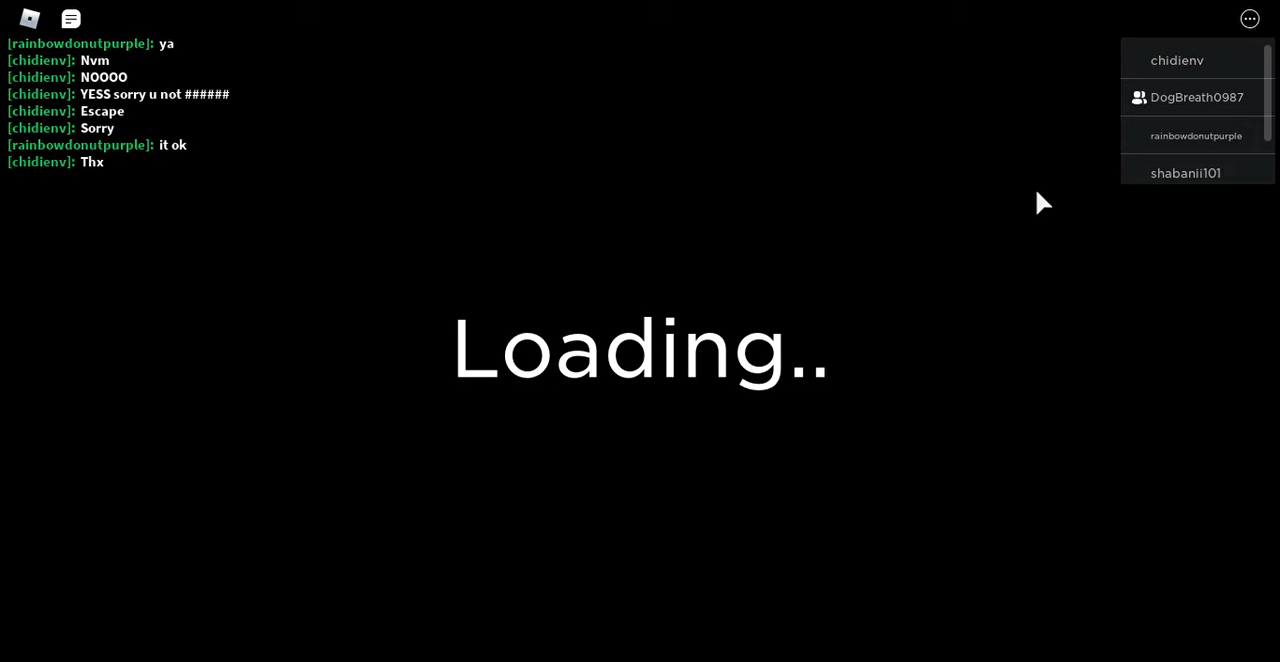 [rainbowdonutpurple]: ya
[chidienv]: Nvm
[chidienv]: NOOOO
[chidienv]: YESS sorry u not ######
[chidienv]: Escape
[chidienv]: Sorry
[rainbowdonutpurple]: it ok
[chidienv]: Thx
chidienv
DogBreath0987
rainbowdonutpurple
shabanii101
Loading..